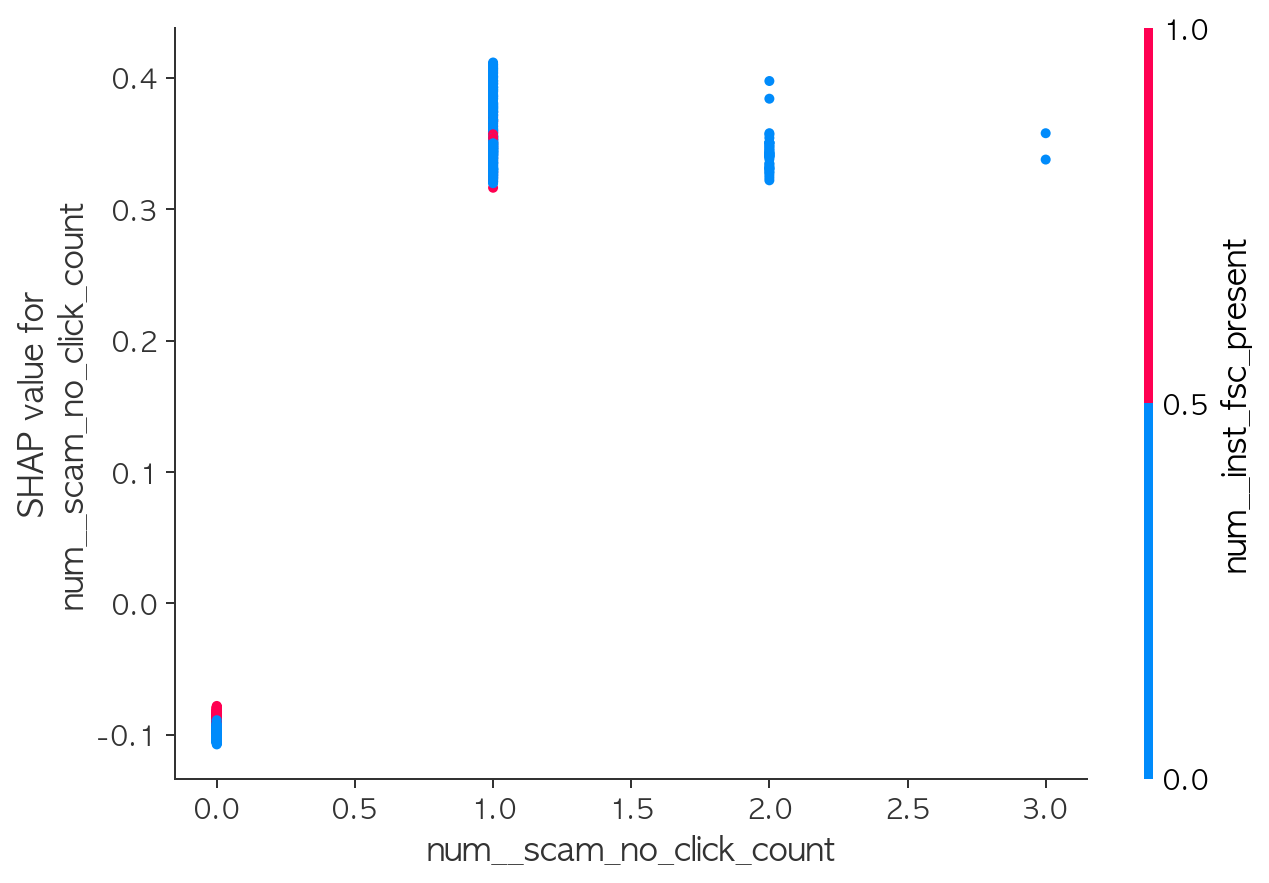 SHAP value for
num__scam_no_click_count
0.4
0.3
0.2
0.1
0.0
-0.1
0.0 0.5 1.0 1.5 2.0 2.5 3.0
num__scam_no_click_count
1.0
0.5
0.0
num__inst_fsc_present